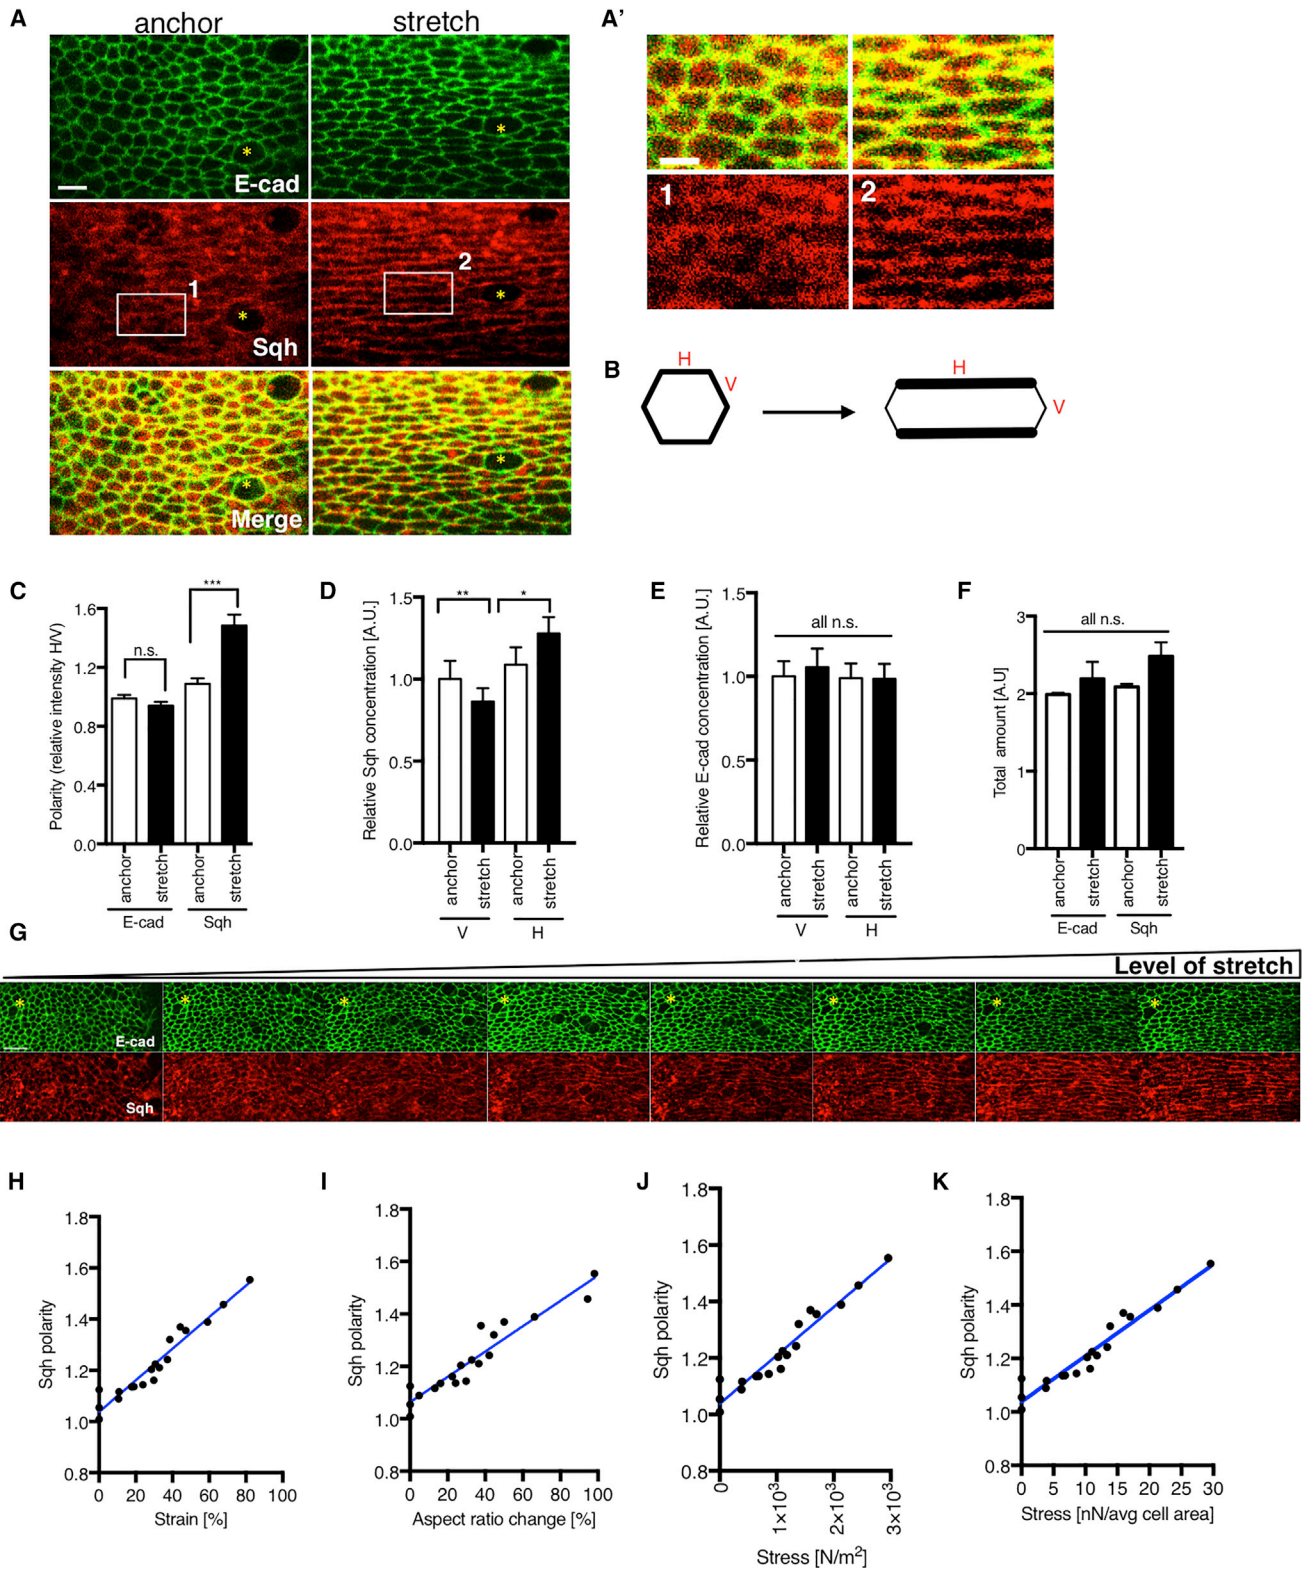 A
anchor
stretch
*
*
E-cad
1
2
*
*
Sqh
*
*
Merge
A'
1
2
B
H
V
H
V
C
Polarity (relative intensity H/V)
1.6
1.2
0.8
0.4
0.0
n.s.
***
anchor
stretch
anchor
stretch
E-cad
Sqh
D
Relative Sqh concentration [A.U.]
1.5
1.0
0.5
0.0
**
*
anchor
stretch
anchor
stretch
V
H
E
Relative E-cad concentration [A.U.]
1.5
1.0
0.5
0.0
all n.s.
anchor
stretch
anchor
stretch
V
H
F
Total amount [A.U]
3
2
1
0
all n.s.
anchor
stretch
anchor
stretch
E-cad
Sqh
G
Level of stretch
* * * * * * * *
E-cad
Sqh
H
Sqh polarity
1.8
1.6
1.4
1.2
1.0
0.8
0 20 40 60 80 100
Strain [%]
I
Sqh polarity
1.8
1.6
1.4
1.2
1.0
0.8
0 20 40 60 80 100
Aspect ratio change [%]
J
Sqh polarity
1.8
1.6
1.4
1.2
1.0
0.8
0 1×10³ 2×10³ 3×10³
Stress [N/m²]
K
Sqh polarity
1.8
1.6
1.4
1.2
1.0
0.8
0 5 10 15 20 25 30
Stress [nN/avg cell area]